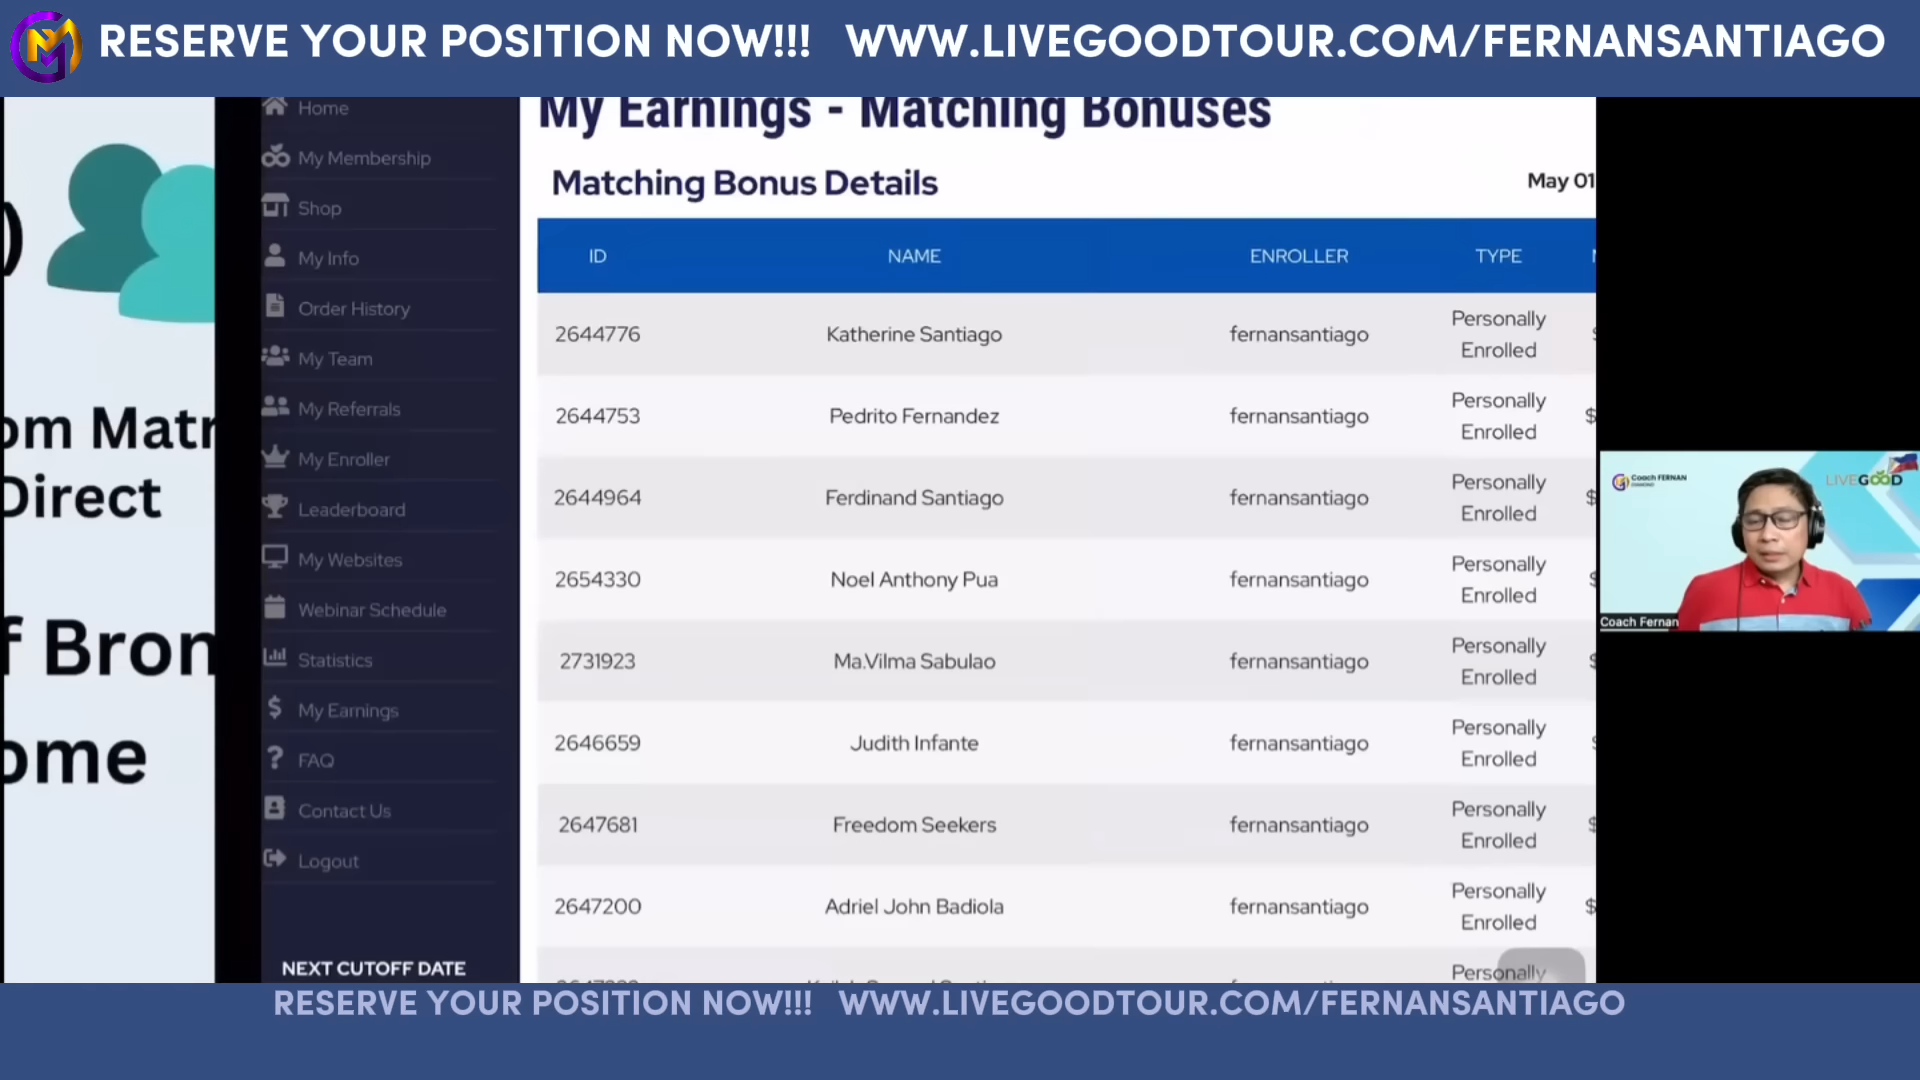 RESERVE YOUR POSITION NOW!!! WWW.LIVEGOODTOUR.COM/FERNANSANTIAGO
)
om Matr
Direct
f Bron
ome
Home
My Membership
Shop
My Info
Order History
My Team
My Referrals
My Enroller
Leaderboard
My Websites
Webinar Schedule
Statistics
My Earnings
FAQ
Contact Us
Logout
NEXT CUTOFF DATE
My Earnings - Matching Bonuses
Matching Bonus Details
May 01
ID NAME ENROLLER TYPE
2644776 Katherine Santiago fernansantiago Personally Enrolled $
2644753 Pedrito Fernandez fernansantiago Personally Enrolled $
2644964 Ferdinand Santiago fernansantiago Personally Enrolled $
2654330 Noel Anthony Pua fernansantiago Personally Enrolled $
2731923 Ma.Vilma Sabulao fernansantiago Personally Enrolled $
2646659 Judith Infante fernansantiago Personally Enrolled $
2647681 Freedom Seekers fernansantiago Personally Enrolled $
2647200 Adriel John Badiola fernansantiago Personally Enrolled $
Personally
Coach FERNAN
DIAMOND
LIVEGOOD
Coach Fernan
RESERVE YOUR POSITION NOW!!! WWW.LIVEGOODTOUR.COM/FERNANSANTIAGO